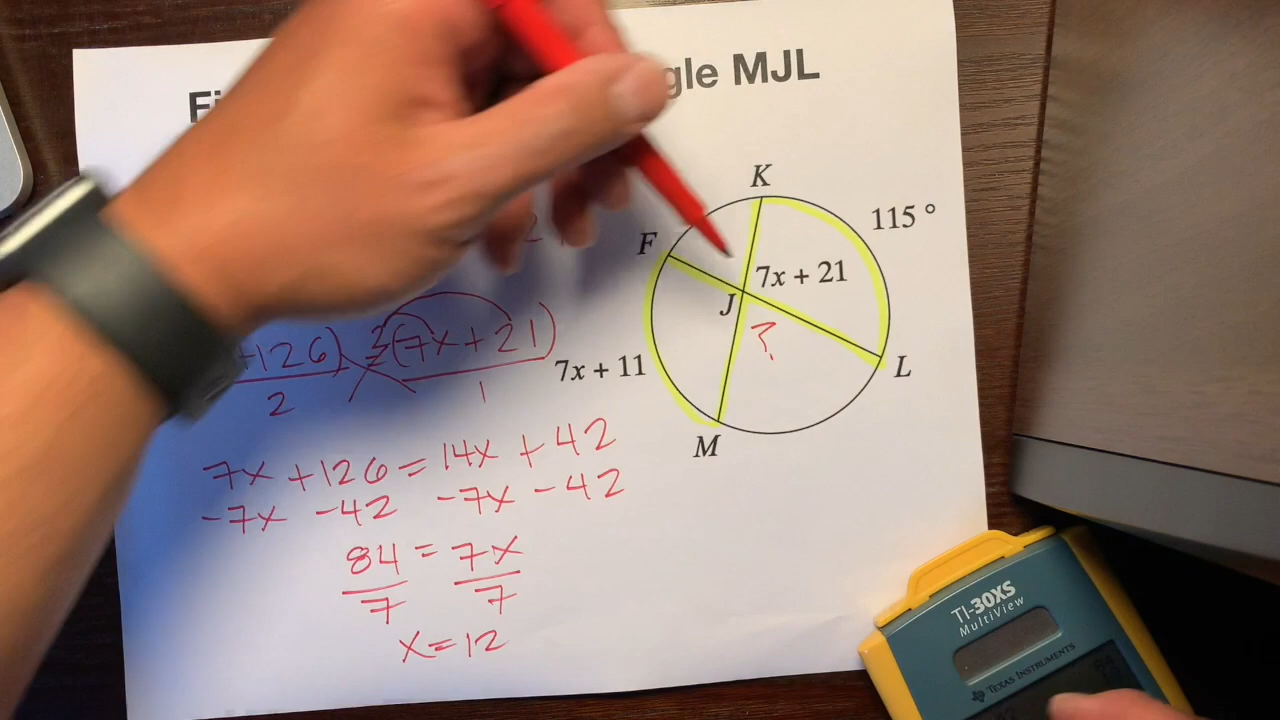 gle MJL
K
115 °
F
7x + 21
J
?
+126) 2(7x+21)
2 1
7x + 11
L
M
7x +126 = 14x + 42
-7x -42 -7x -42
84 = 7x
7 7
x = 12
TI-30XS
MultiView
TEXAS INSTRUMENTS